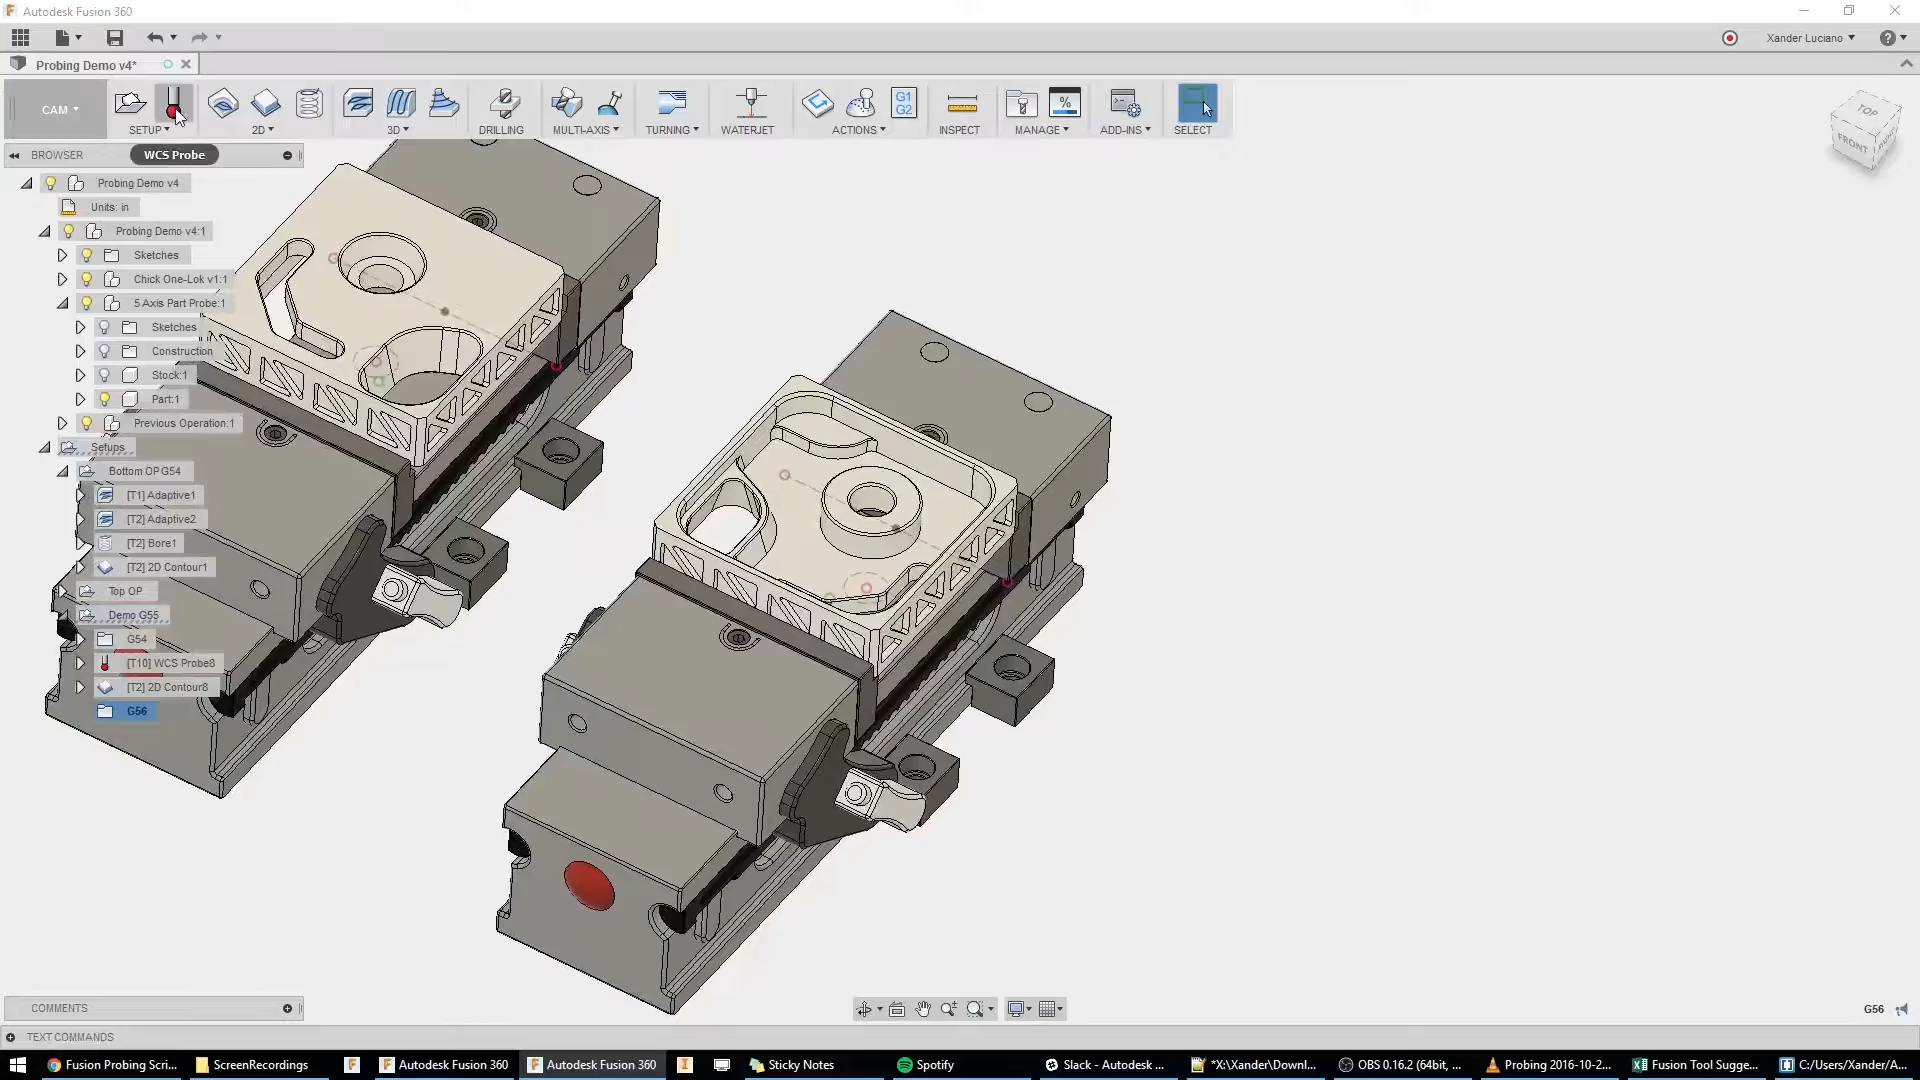 Autodesk Fusion 360
Xander Luciano
Probing Demo v4*
CAM
SETUP
2D
3D
DRILLING
MULTI-AXIS
TURNING
WATERJET
G1
G2
ACTIONS
INSPECT
%
MANAGE
ADD-INS
SELECT
TOP
FRONT
BROWSER
WCS Probe
Probing Demo v4
Units: in
Probing Demo v4:1
Sketches
Chick One-Lok v1:1
5 Axis Part Probe:1
Sketches
Construction
Stock:1
Part:1
Previous Operation:1
Setups
Bottom OP G54
[T1] Adaptive1
[T2] Adaptive2
[T2] Bore1
[T2] 2D Contour1
Top OP
Demo G55
G54
[T10] WCS Probe8
[T2] 2D Contour8
G56
COMMENTS
G56
TEXT COMMANDS
Fusion Probing Scri...
ScreenRecordings
Autodesk Fusion 360
Autodesk Fusion 360
Sticky Notes
Spotify
Slack - Autodesk ...
*X:\Xander\Downl...
OBS 0.16.2 (64bit, ...
Probing 2016-10-2...
Fusion Tool Sugge...
C:/Users/Xander/A...